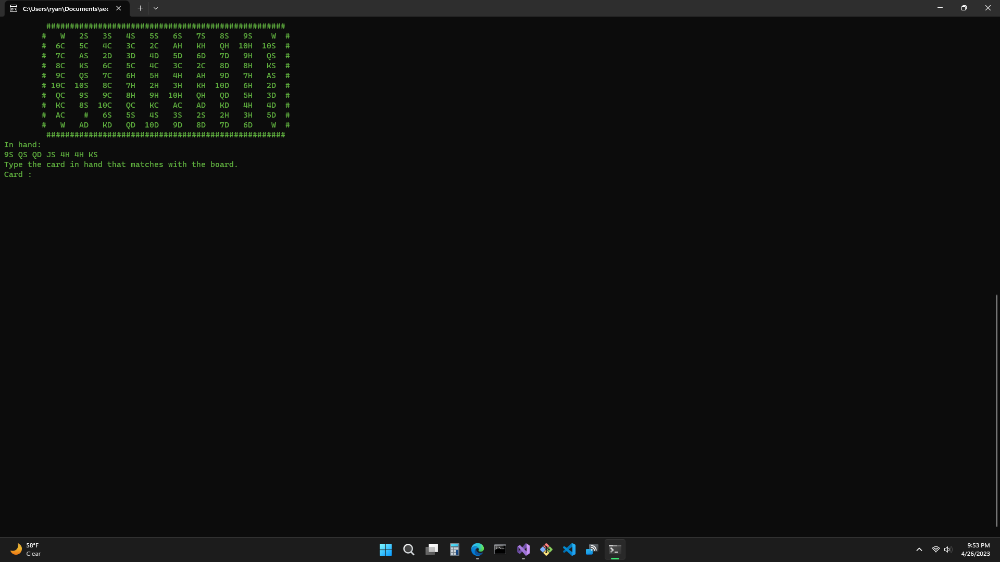 C:\Users\ryan\Documents\sec
###################################################
# W 2S 3S 4S 5S 6S 7S 8S 9S W #
# 6C 5C 4C 3C 2C AH KH QH 10H 10S #
# 7C AS 2D 3D 4D 5D 6D 7D 9H QS #
# 8C KS 6C 5C 4C 3C 2C 8D 8H KS #
# 9C QS 7C 6H 5H 4H AH 9D 7H AS #
# 10C 10S 8C 7H 2H 3H KH 10D 6H 2D #
# QC 9S 9C 8H 9H 10H QH QD 5H 3D #
# KC 8S 10C QC KC AC AD KD 4H 4D #
# AC # 6S 5S 4S 3S 2S 2H 3H 5D #
# W AD KD QD 10D 9D 8D 7D 6D W #
###################################################
In hand:
9S QS QD JS 4H 4H KS
Type the card in hand that matches with the board.
Card :
58°F
Clear
9:53 PM
4/26/2023